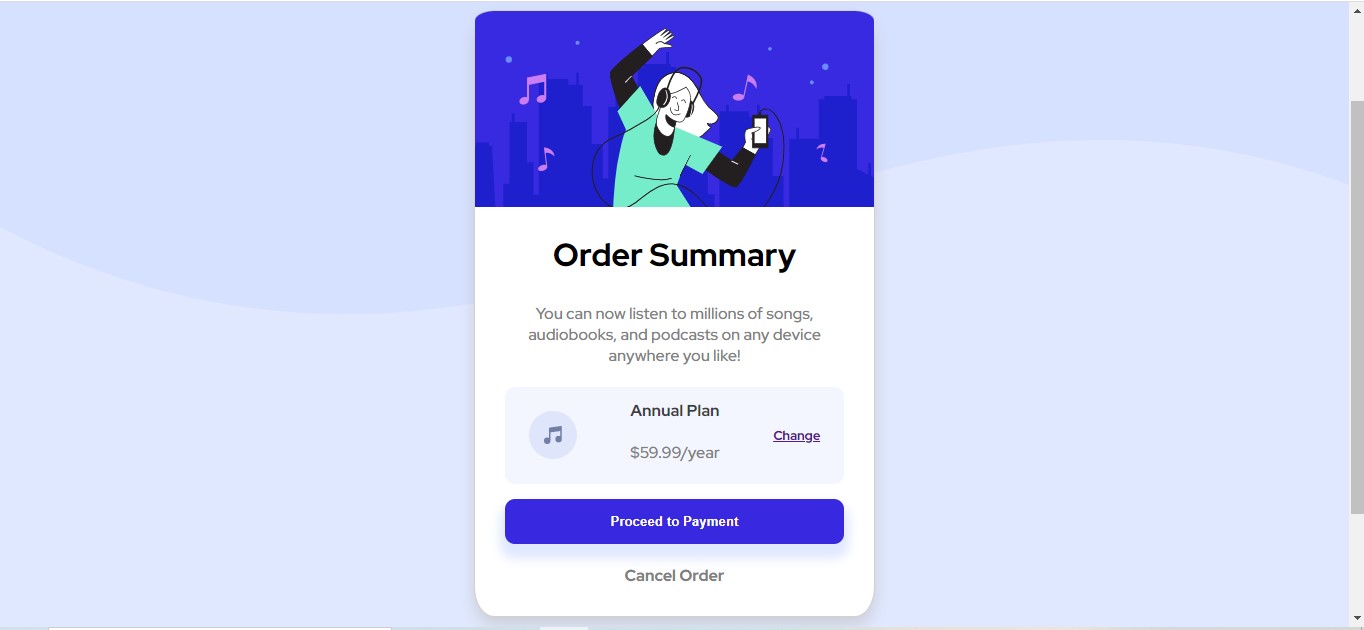 Order Summary
You can now listen to millions of songs,
audiobooks, and podcasts on any device
anywhere you like!
Annual Plan
$59.99/year
Change
Proceed to Payment
Cancel Order